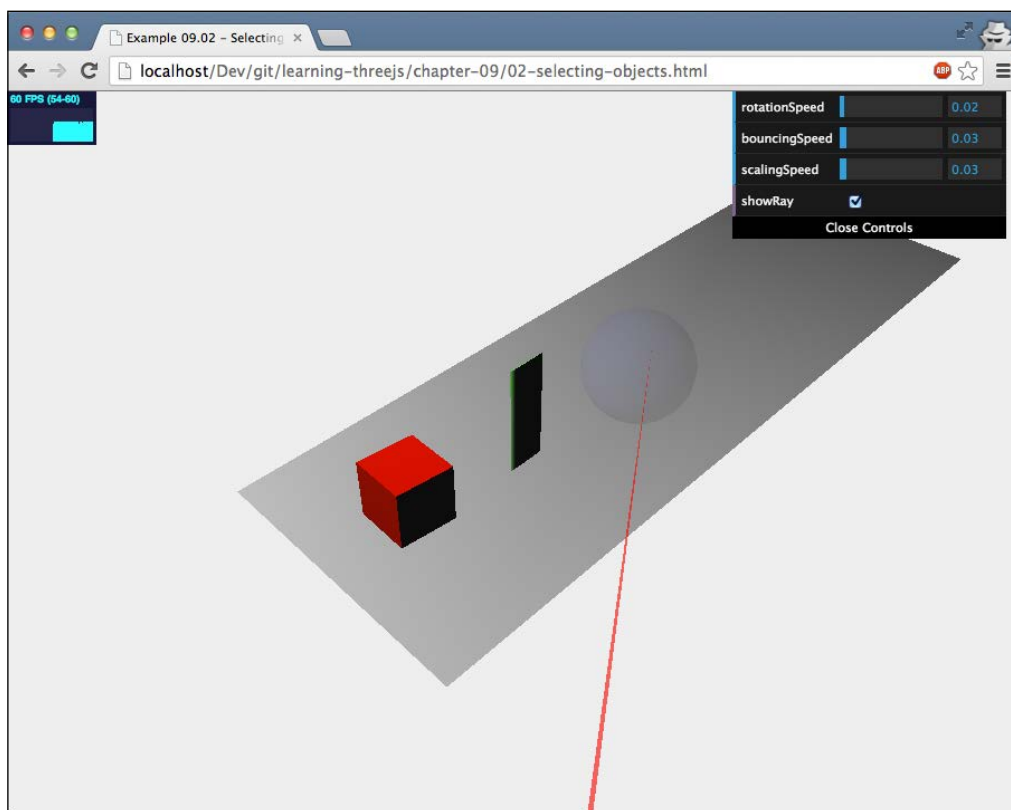 Example 09.02 - Selecting
localhost/Dev/git/learning-threejs/chapter-09/02-selecting-objects.html
ABP
60 FPS (54-60)
rotationSpeed 0.02
bouncingSpeed 0.03
scalingSpeed 0.03
showRay
Close Controls